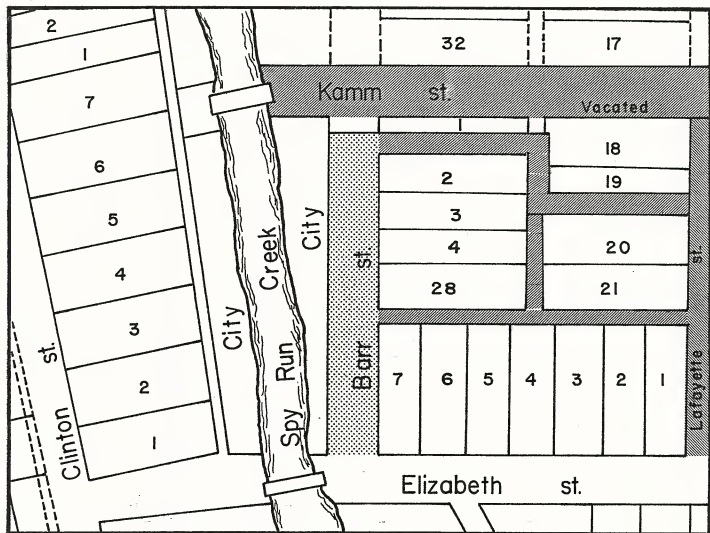 2
32
17
1
7
Kamm st.
Vacated
1
18
6
2
19
5
City
3
Creek
st.
4
20
st.
4
28
21
3
City
st.
Run
Barr
7
6
5
4
3
2
1
Lafayette
2
Clinton
Spy
1
Elizabeth st.